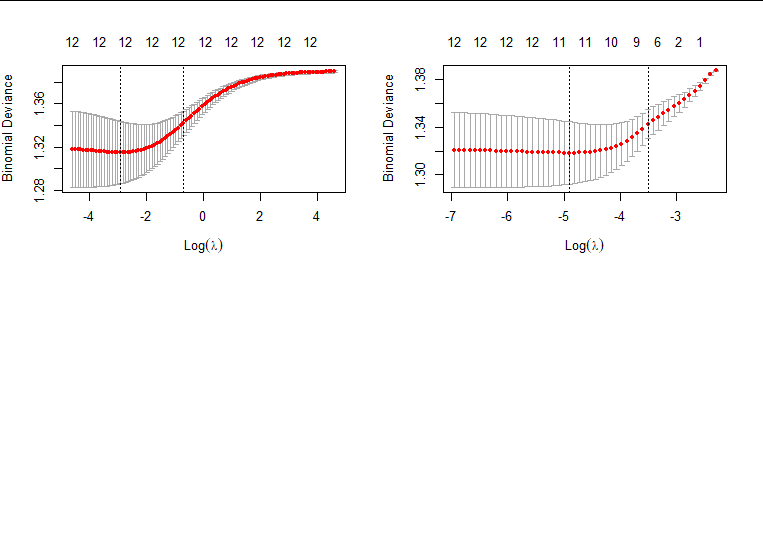 12 12 12 12 12 12 12 12 12 12
Binomial Deviance
1.28 1.32 1.36
-4 -2 0 2 4
Log(λ)
12 12 12 12 11 11 10 9 6 2 1
Binomial Deviance
1.30 1.34 1.38
-7 -6 -5 -4 -3
Log(λ)